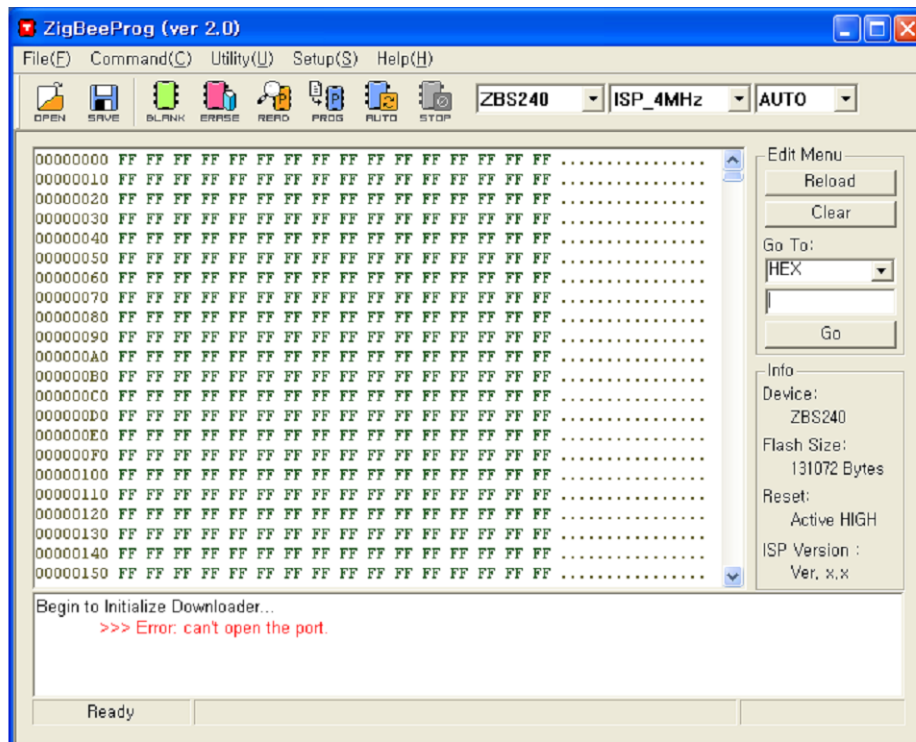 ZigBeeProg (ver 2.0)
File(F) Command(C) Utility(U) Setup(S) Help(H)
OPEN SAVE BLANK ERASE READ PROG AUTO STOP ZBS240 ISP_4MHz AUTO
00000000 FF FF FF FF FF FF FF FF FF FF FF FF FF FF FF FF ................
00000010 FF FF FF FF FF FF FF FF FF FF FF FF FF FF FF FF ................
00000020 FF FF FF FF FF FF FF FF FF FF FF FF FF FF FF FF ................
00000030 FF FF FF FF FF FF FF FF FF FF FF FF FF FF FF FF ................
00000040 FF FF FF FF FF FF FF FF FF FF FF FF FF FF FF FF ................
00000050 FF FF FF FF FF FF FF FF FF FF FF FF FF FF FF FF ................
00000060 FF FF FF FF FF FF FF FF FF FF FF FF FF FF FF FF ................
00000070 FF FF FF FF FF FF FF FF FF FF FF FF FF FF FF FF ................
00000080 FF FF FF FF FF FF FF FF FF FF FF FF FF FF FF FF ................
00000090 FF FF FF FF FF FF FF FF FF FF FF FF FF FF FF FF ................
000000A0 FF FF FF FF FF FF FF FF FF FF FF FF FF FF FF FF ................
000000B0 FF FF FF FF FF FF FF FF FF FF FF FF FF FF FF FF ................
000000C0 FF FF FF FF FF FF FF FF FF FF FF FF FF FF FF FF ................
000000D0 FF FF FF FF FF FF FF FF FF FF FF FF FF FF FF FF ................
000000E0 FF FF FF FF FF FF FF FF FF FF FF FF FF FF FF FF ................
000000F0 FF FF FF FF FF FF FF FF FF FF FF FF FF FF FF FF ................
00000100 FF FF FF FF FF FF FF FF FF FF FF FF FF FF FF FF ................
00000110 FF FF FF FF FF FF FF FF FF FF FF FF FF FF FF FF ................
00000120 FF FF FF FF FF FF FF FF FF FF FF FF FF FF FF FF ................
00000130 FF FF FF FF FF FF FF FF FF FF FF FF FF FF FF FF ................
00000140 FF FF FF FF FF FF FF FF FF FF FF FF FF FF FF FF ................
00000150 FF FF FF FF FF FF FF FF FF FF FF FF FF FF FF FF ................
Edit Menu
Reload
Clear
Go To:
HEX
Go
Info
Device:
ZBS240
Flash Size:
131072 Bytes
Reset:
Active HIGH
ISP Version :
Ver, x,x
Begin to Initialize Downloader...
>>> Error: can't open the port.
Ready